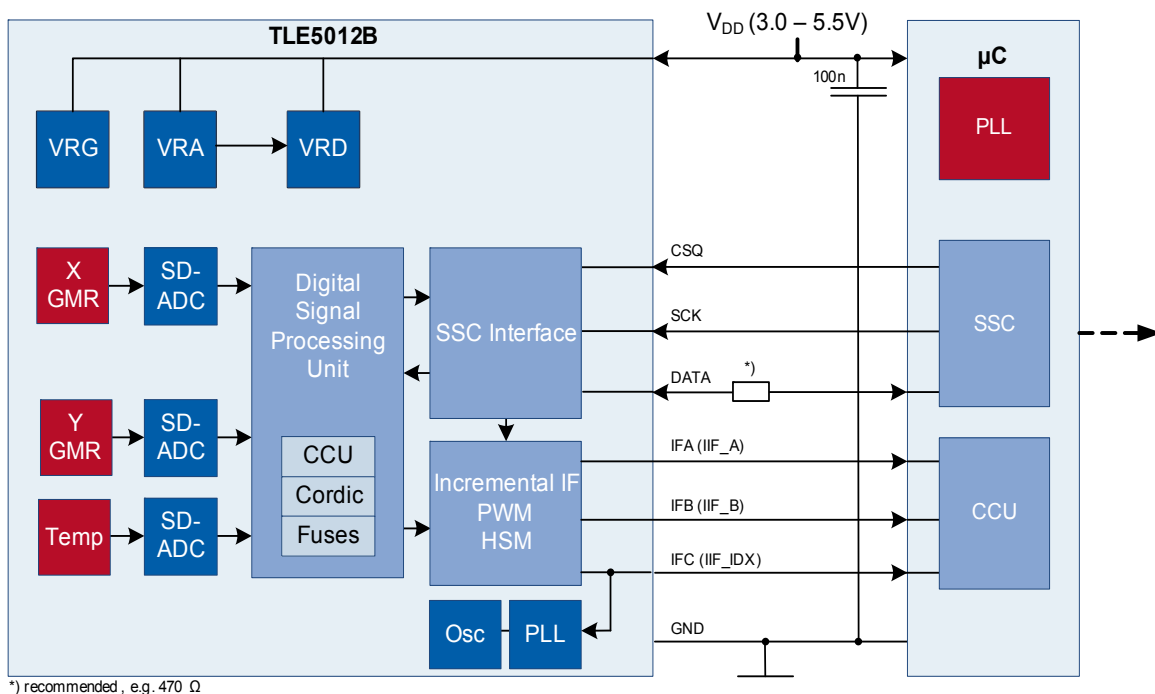 TLE5012B
VDD (3.0 – 5.5V)
µC
100n
PLL
VRG
VRA
VRD
CSQ
X
GMR
SD-
ADC
Digital
Signal
Processing
Unit
SSC Interface
SCK
SSC
DATA
*)
Y
GMR
SD-
ADC
CCU
Cordic
Fuses
Incremental IF
PWM
HSM
IFA (IIF_A)
IFB (IIF_B)
IFC (IIF_IDX)
CCU
Temp
SD-
ADC
Osc
PLL
GND
*) recommended , e.g. 470 Ω